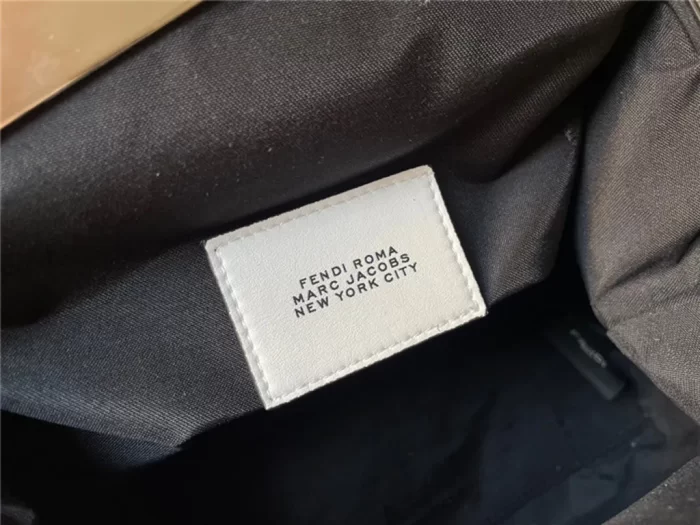 FENDI ROMA
MARC JACOBS
NEW YORK CITY